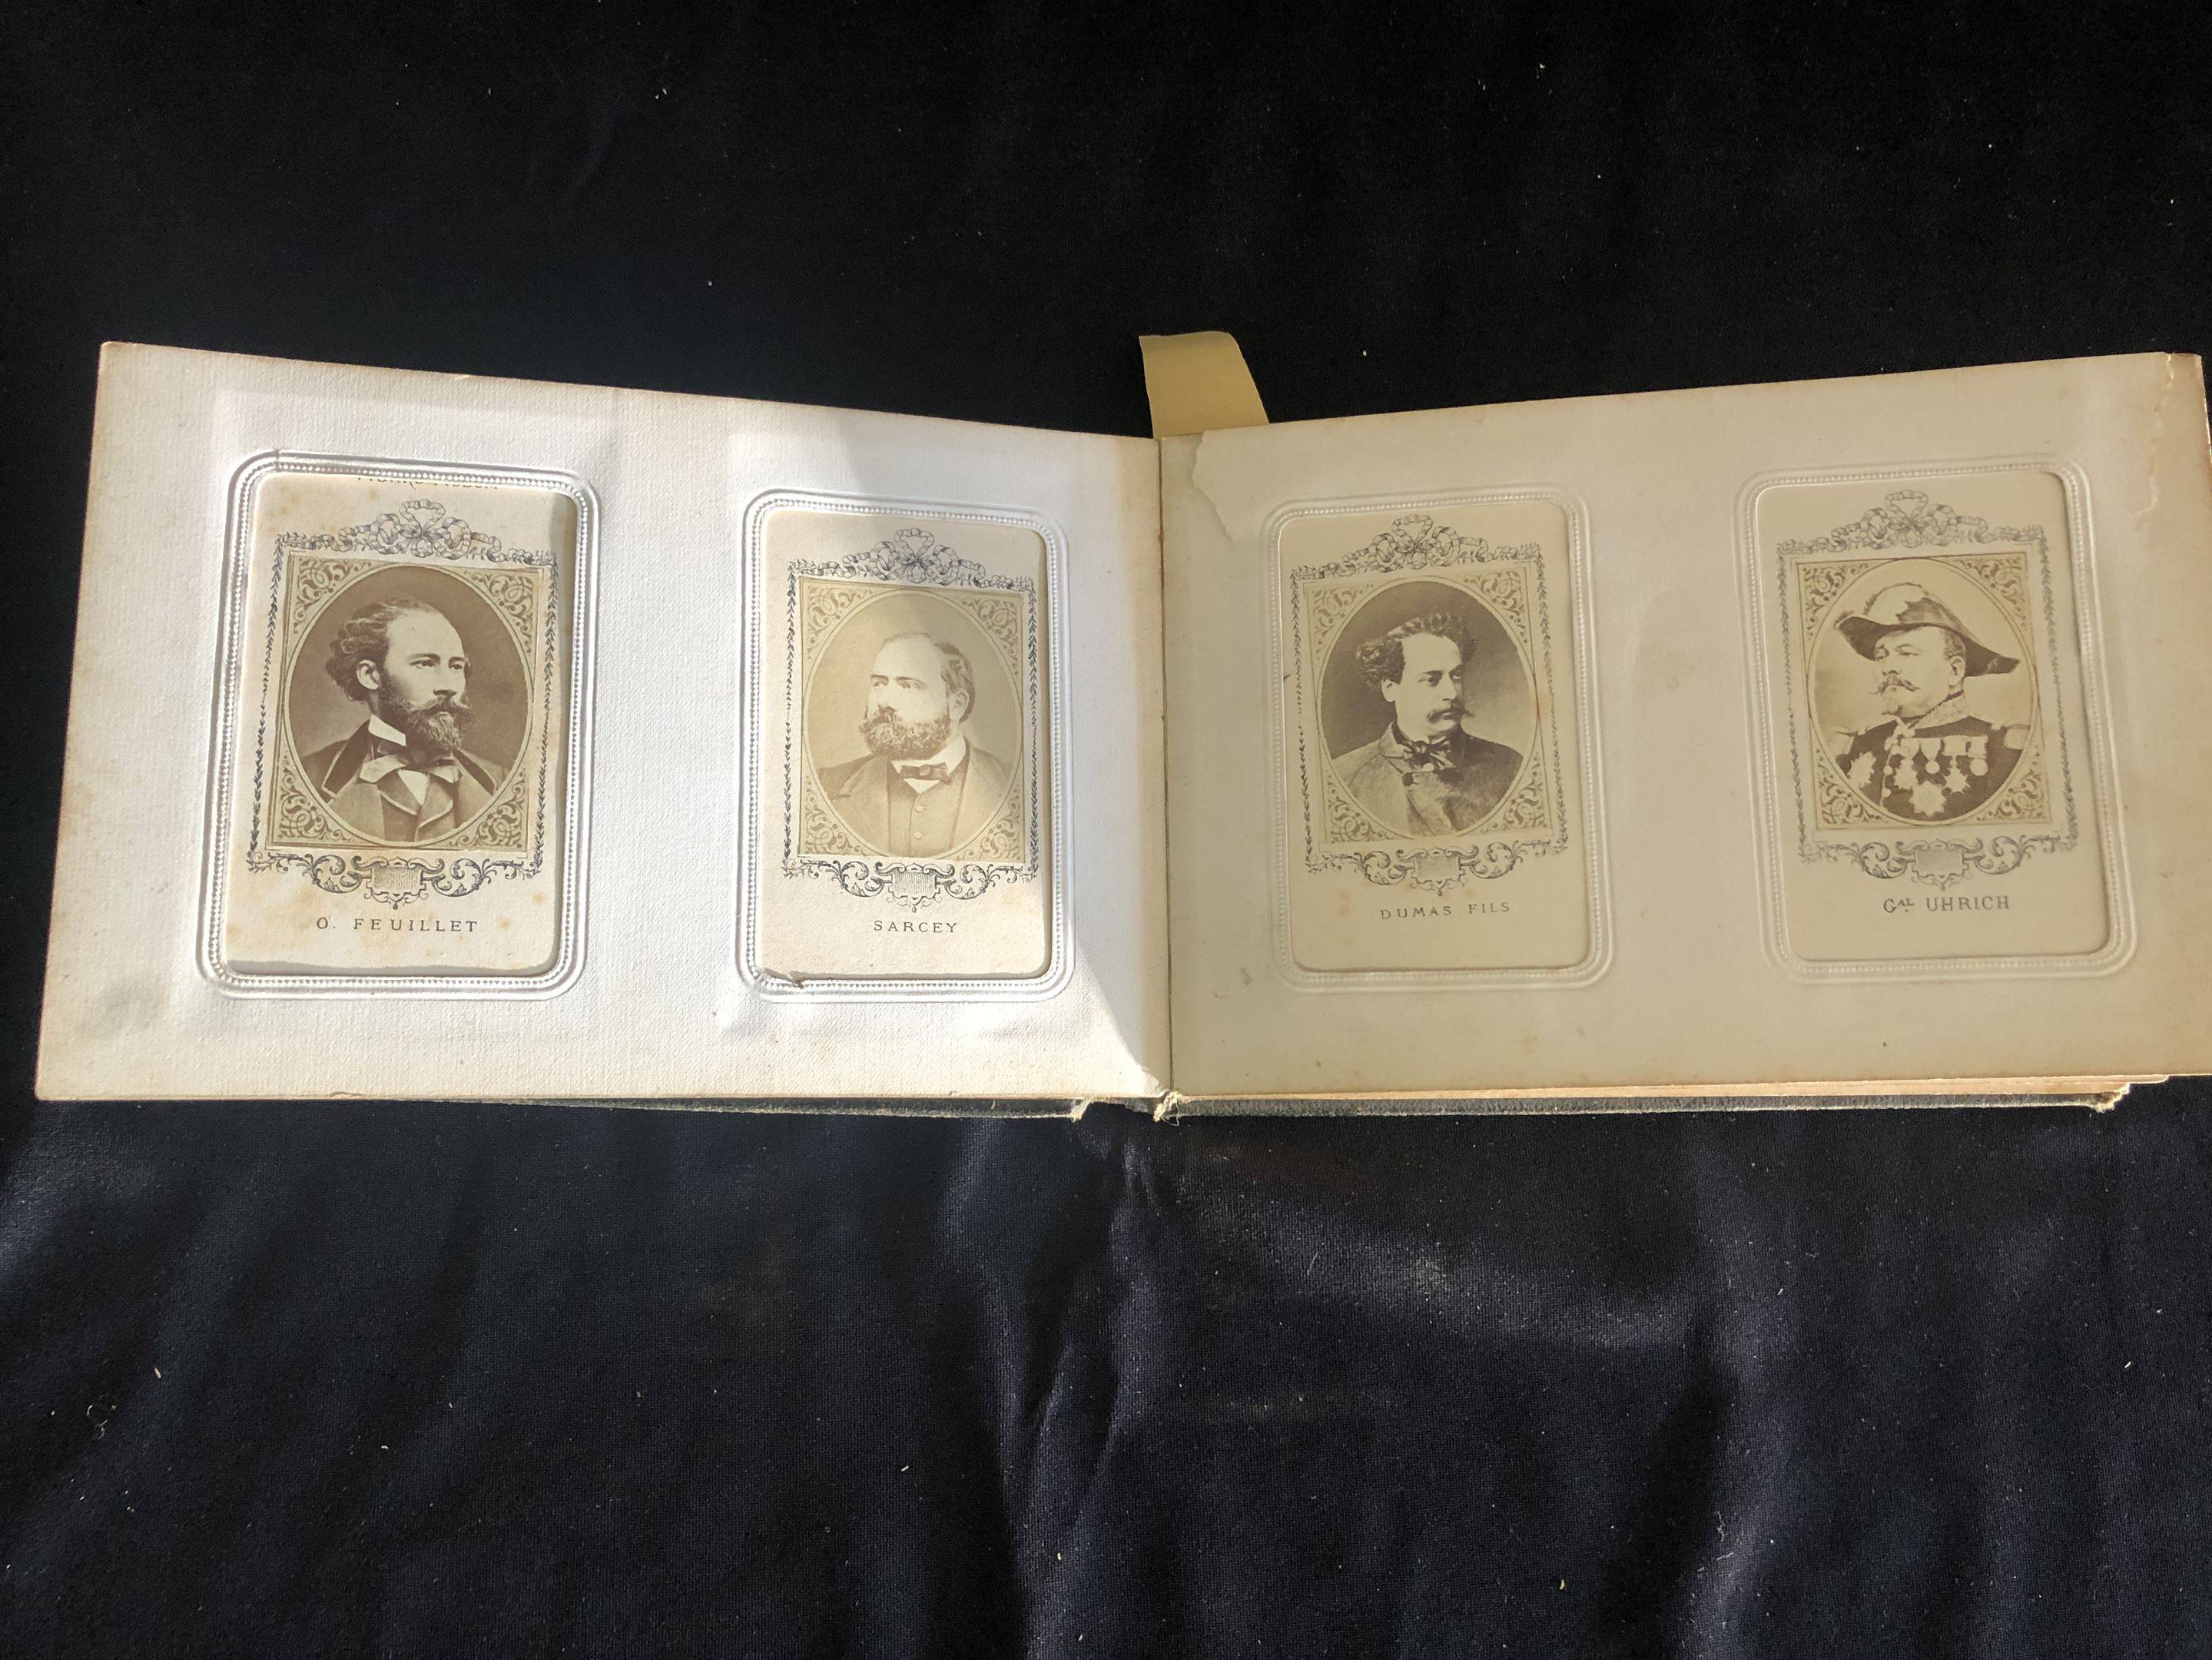 O. FEUILLET
SARCEY
DUMAS FILS
GAL UHRICH